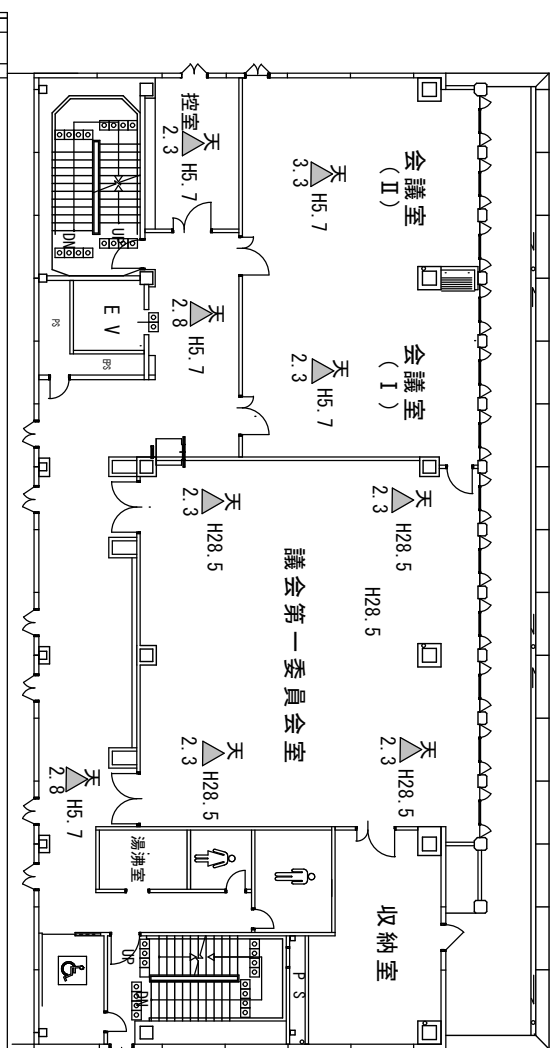 会議室
(Ⅱ)
天
3.3
H5.7
控室
天
2.3
H5.7
会議室
(Ⅰ)
天
2.3
H5.7
天
2.8
H5.7
UP
DN
EV
PS
EPS
天
2.3
H28.5
天
2.3
H28.5
H28.5
議会第一委員会室
天
2.3
H28.5
天
2.3
H28.5
天
2.8
H5.7
湯沸室
収納室
PS
UP
DN